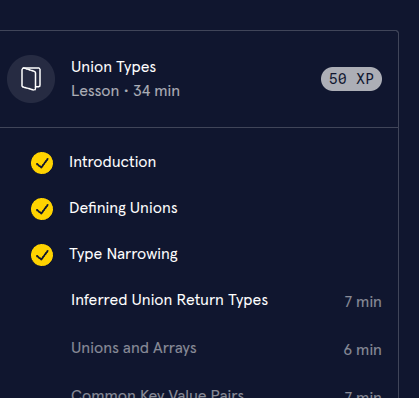 Union Types
Lesson • 34 min
50 XP
Introduction
Defining Unions
Type Narrowing
Inferred Union Return Types
7 min
Unions and Arrays
6 min
Common Key Value Pairs
7 min